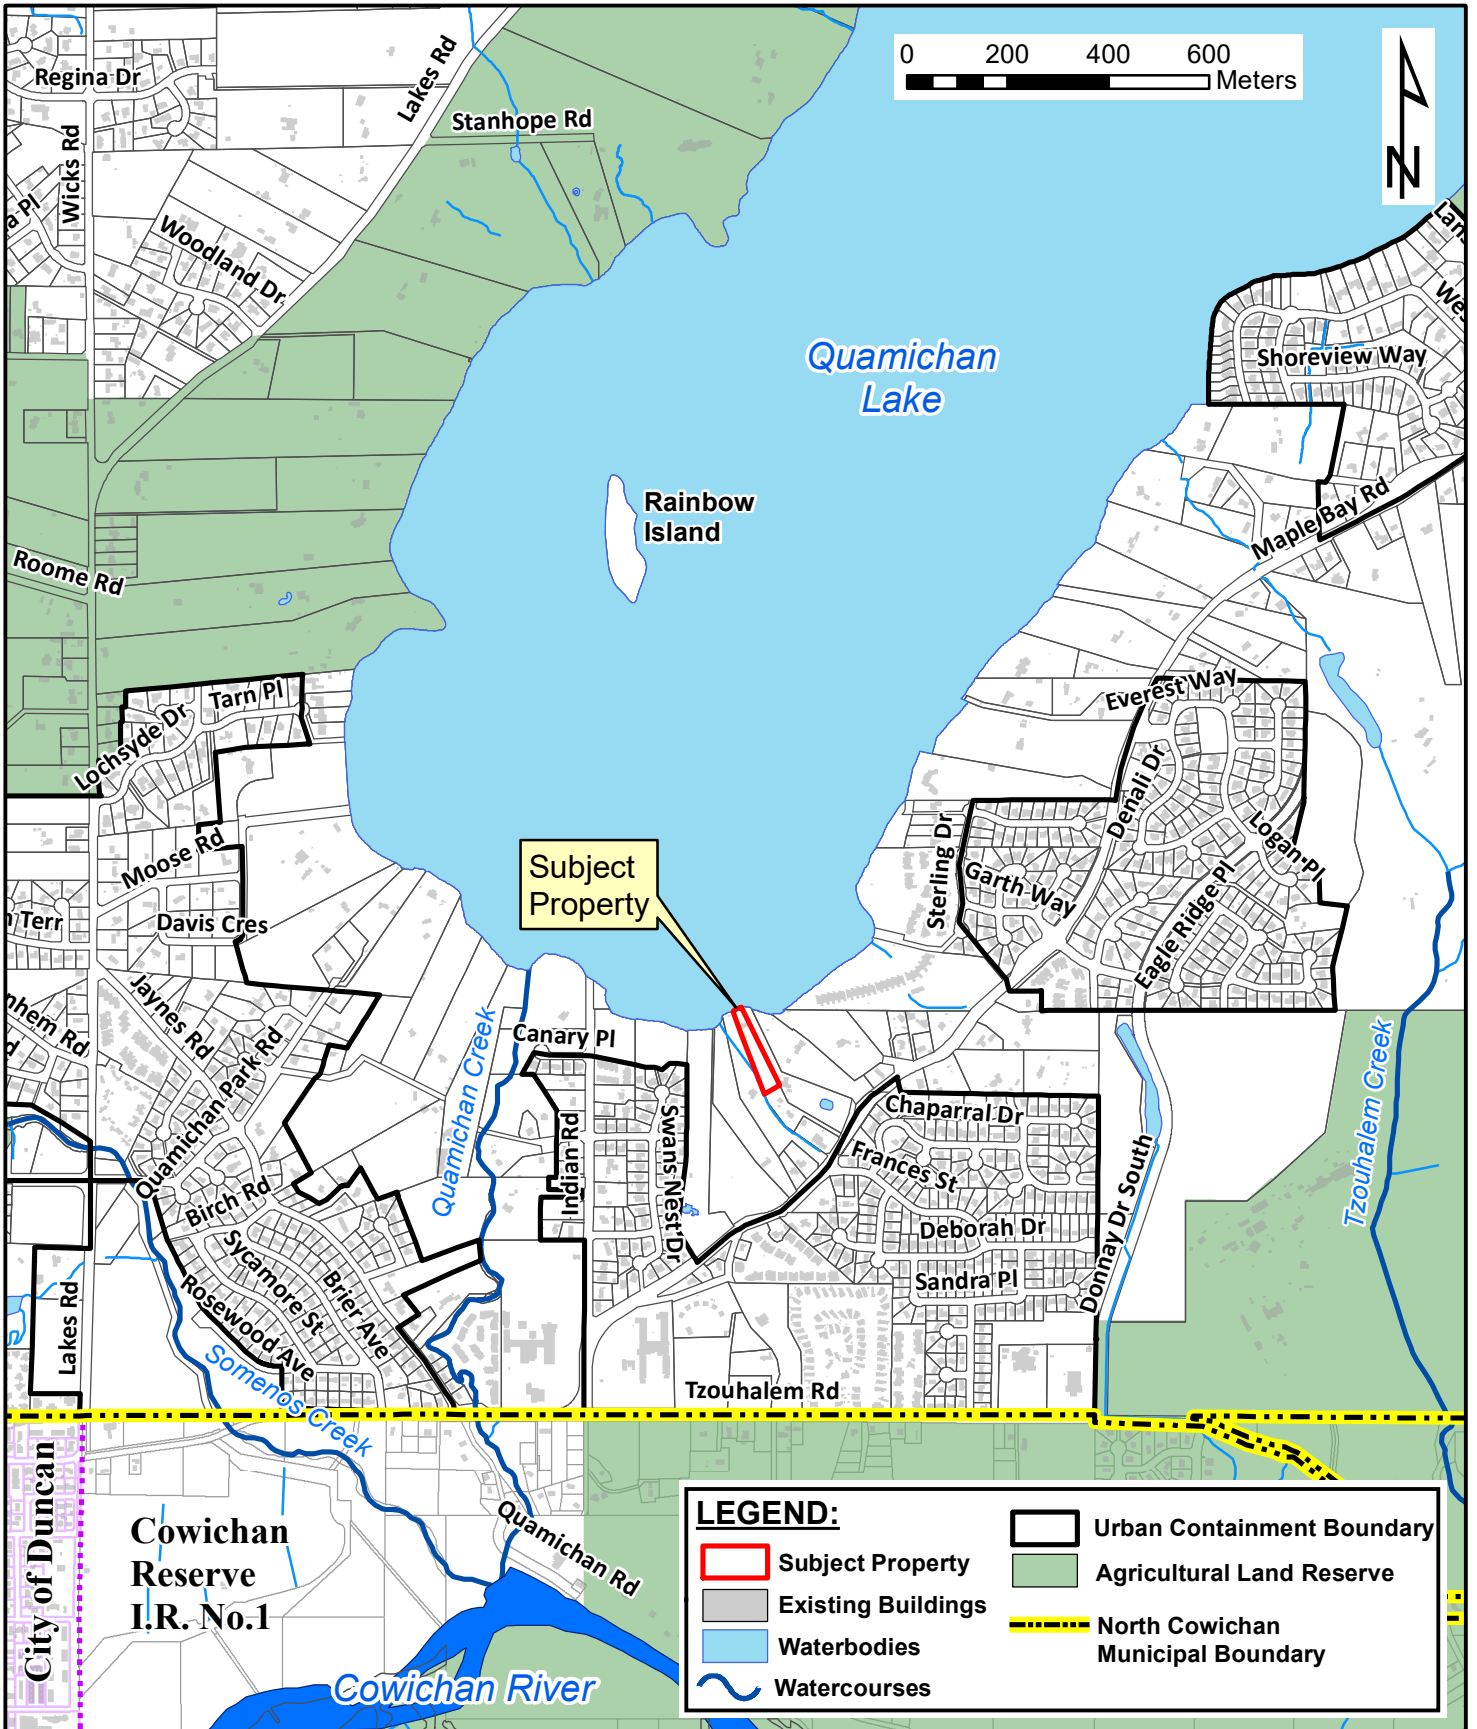 0 200 400 600
Meters
N
Regina Dr
Lakes Rd
Stanhope Rd
Wicks Rd
a Pl
Woodland Dr
Quamichan
Lake
Shoreview Way
Rainbow
Island
Maple Bay Rd
Roome Rd
Everest Way
Tarn Pl
Lochsyde Dr
Denali Dr
Logan Pl
Moose Rd
Subject
Property
Sterling Dr
Garth Way
Davis Cres
n Terr
Eagle Ridge Pl
Jaynes Rd
nhem Rd
d
Quamichan Park Rd
Canary Pl
Quamichan Creek
Tzouhalem Creek
Chaparral Dr
Indian Rd
Swans Nest Dr
Frances St
Birch Rd
Deborah Dr
Donnay Dr South
Sycamore St
Brier Ave
Sandra Pl
Rosewood Ave
Lakes Rd
Somenos Creek
Tzouhalem Rd
City of Duncan
Cowichan
Reserve
I.R. No.1
Quamichan Rd
Cowichan River
LEGEND:
Subject Property
Existing Buildings
Waterbodies
Watercourses
Urban Containment Boundary
Agricultural Land Reserve
North Cowichan
Municipal Boundary